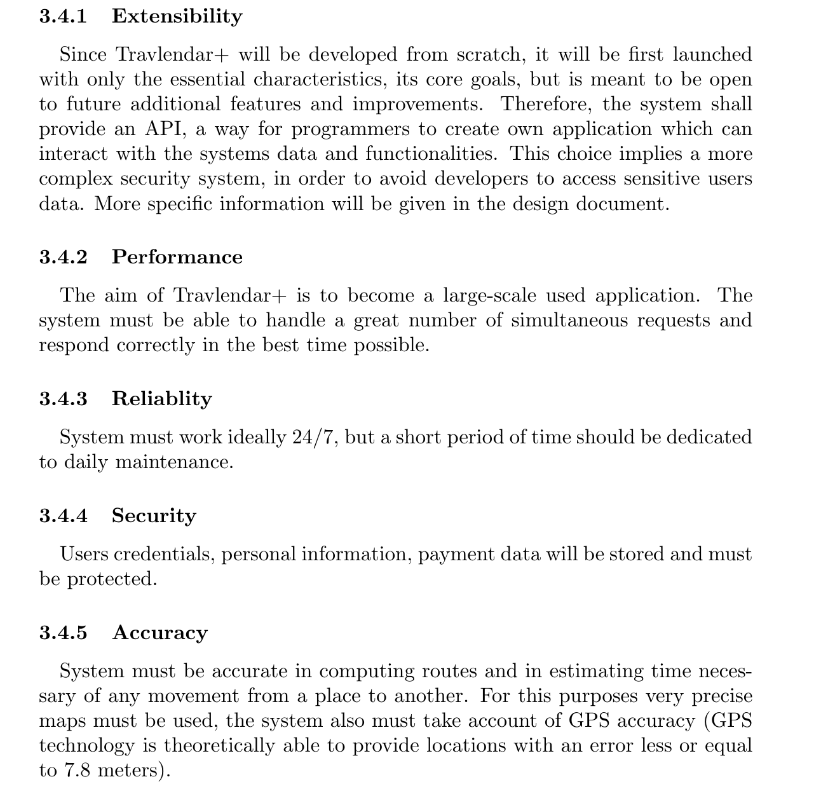 3.4.1 Extensibility
Since Travlendar+ will be developed from scratch, it will be first launched
with only the essential characteristics, its core goals, but is meant to be open
to future additional features and improvements. Therefore, the system shall
provide an API, a way for programmers to create own application which can
interact with the systems data and functionalities. This choice implies a more
complex security system, in order to avoid developers to access sensitive users
data. More specific information will be given in the design document.
3.4.2 Performance
The aim of Travlendar+ is to become a large-scale used application. The
system must be able to handle a great number of simultaneous requests and
respond correctly in the best time possible.
3.4.3 Reliablity
System must work ideally 24/7, but a short period of time should be dedicated
to daily maintenance.
3.4.4 Security
Users credentials, personal information, payment data will be stored and must
be protected.
3.4.5 Accuracy
System must be accurate in computing routes and in estimating time neces-
sary of any movement from a place to another. For this purposes very precise
maps must be used, the system also must take account of GPS accuracy (GPS
technology is theoretically able to provide locations with an error less or equal
to 7.8 meters).